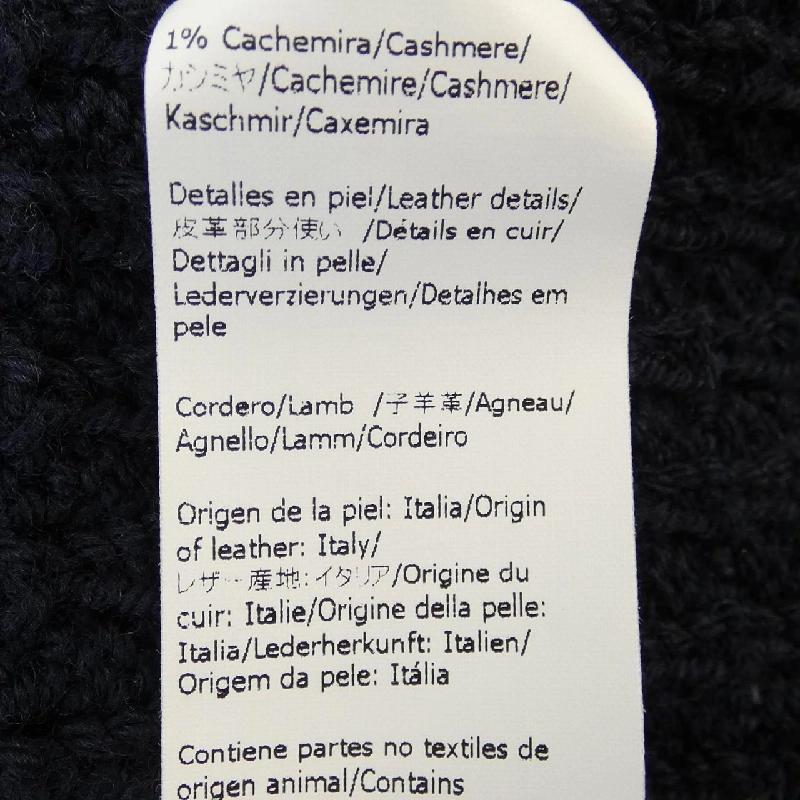 1% Cachemira/Cashmere/
カシミヤ/Cachemire/Cashmere/
Kaschmir/Caxemira
Detalles en piel/Leather details/
皮革部分使い /Détails en cuir/
Dettagli in pelle/
Lederverzierungen/Detalhes em
pele
Cordero/Lamb /子羊革/Agneau/
Agnello/Lamm/Cordeiro
Origen de la piel: Italia/Origin
of leather: Italy/
レザー産地:イタリア/Origine du
cuir: Italie/Origine della pelle:
Italia/Lederherkunft: Italien/
Origem da pele: Itália
Contiene partes no textiles de
origen animal/Contains